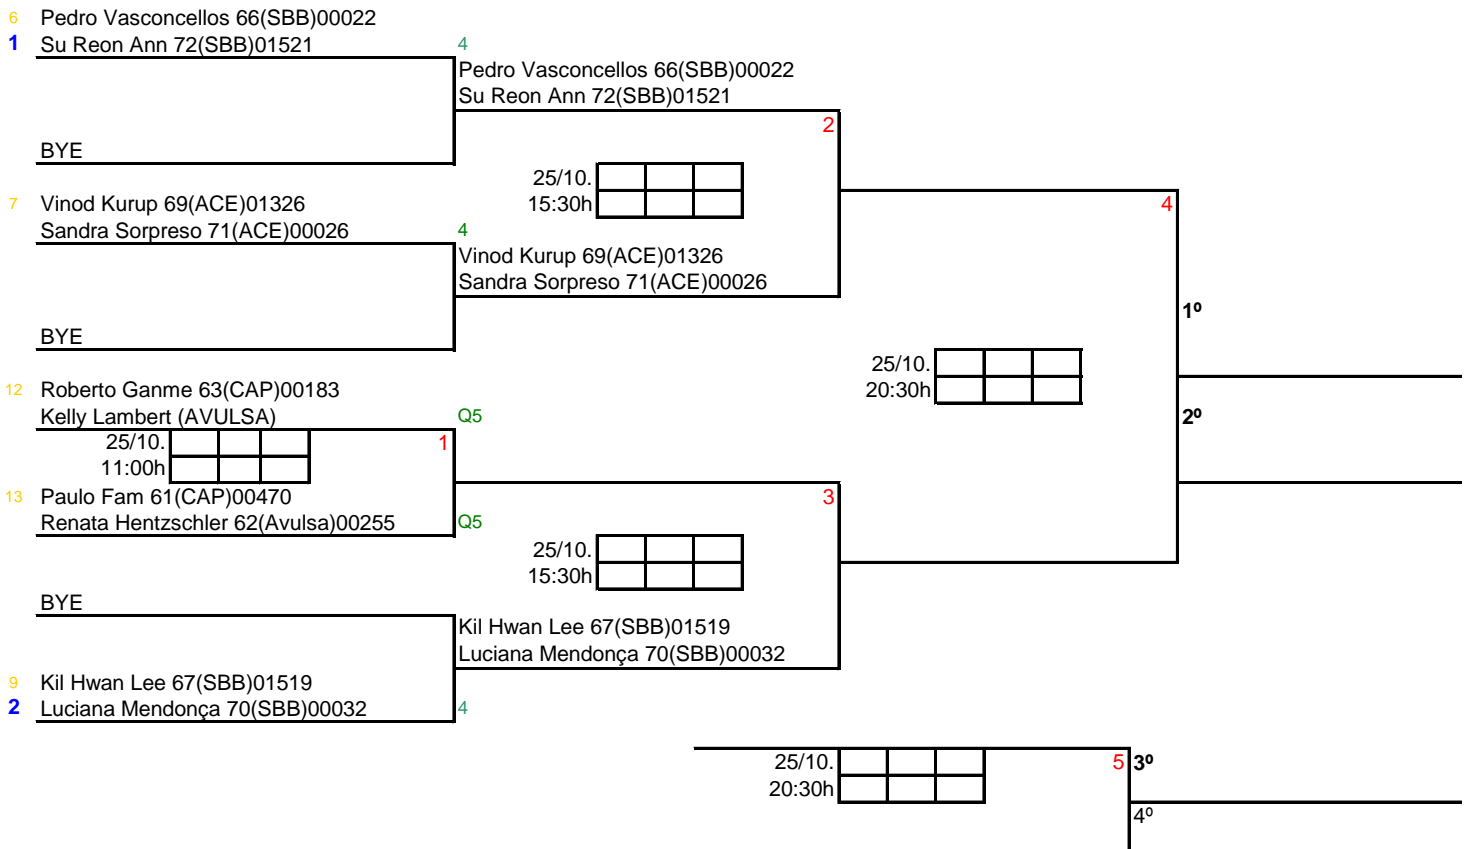 6 Pedro Vasconcellos 66(SBB)00022
1 Su Reon Ann 72(SBB)01521 4
Pedro Vasconcellos 66(SBB)00022
Su Reon Ann 72(SBB)01521
2
BYE
25/10.
15:30h
7 Vinod Kurup 69(ACE)01326
4
Sandra Sorpreso 71(ACE)00026 4
Vinod Kurup 69(ACE)01326
Sandra Sorpreso 71(ACE)00026
1º
BYE
25/10.
20:30h
12 Roberto Ganme 63(CAP)00183
Kelly Lambert (AVULSA) Q5
2º
25/10. 1
11:00h
13 Paulo Fam 61(CAP)00470
3
Renata Hentzschler 62(Avulsa)00255 Q5
25/10.
15:30h
BYE
Kil Hwan Lee 67(SBB)01519
Luciana Mendonça 70(SBB)00032
9 Kil Hwan Lee 67(SBB)01519
2 Luciana Mendonça 70(SBB)00032 4
25/10. 5 3º
20:30h
4º